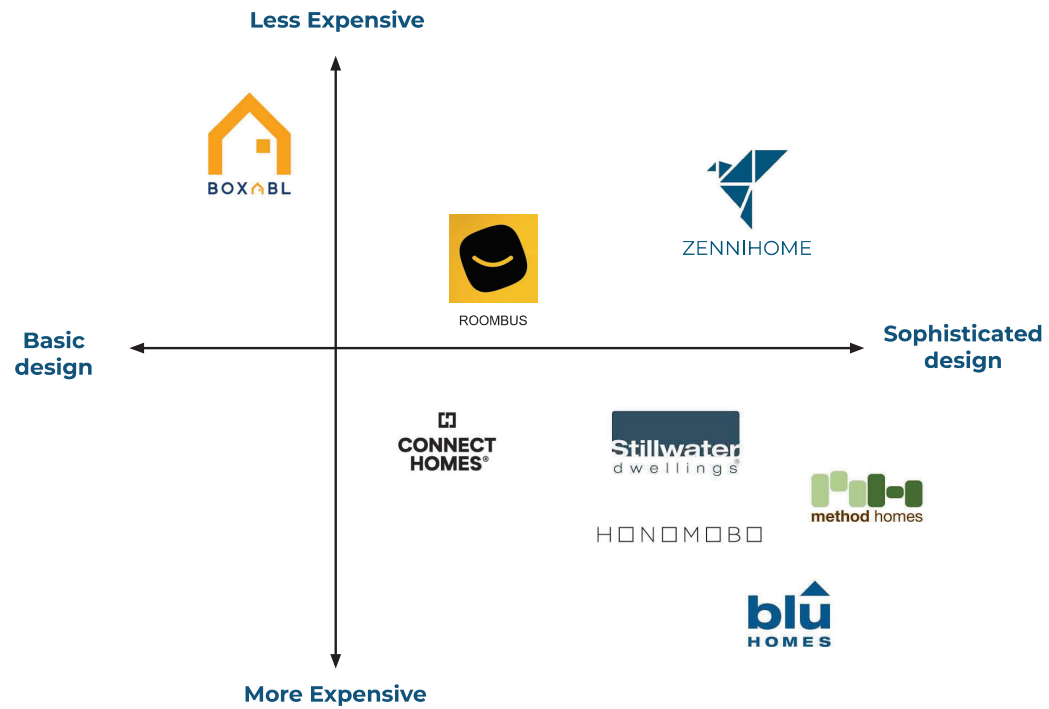 Less Expensive
BOXABL
ZENNIHOME
ROOMBUS
Basic
design
Sophisticated
design
CONNECT
HOMES®
Stillwater
dwellings®
method homes
HONOMOBO
blu
HOMES
More Expensive